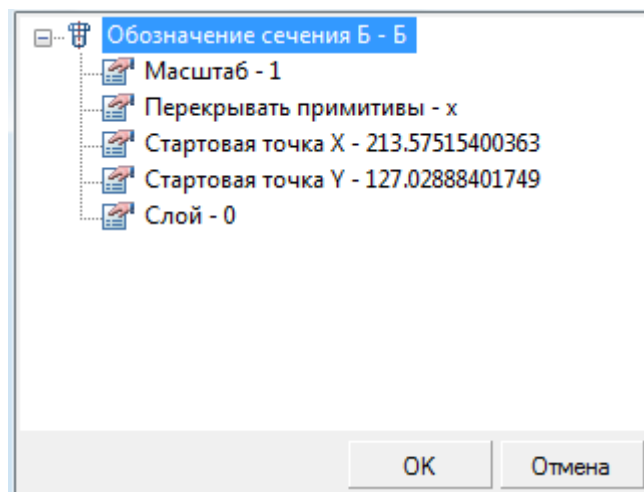 Обозначение сечения Б - Б
Масштаб - 1
Перекрывать примитивы - x
Стартовая точка X - 213.57515400363
Стартовая точка Y - 127.02888401749
Слой - 0
OK Отмена